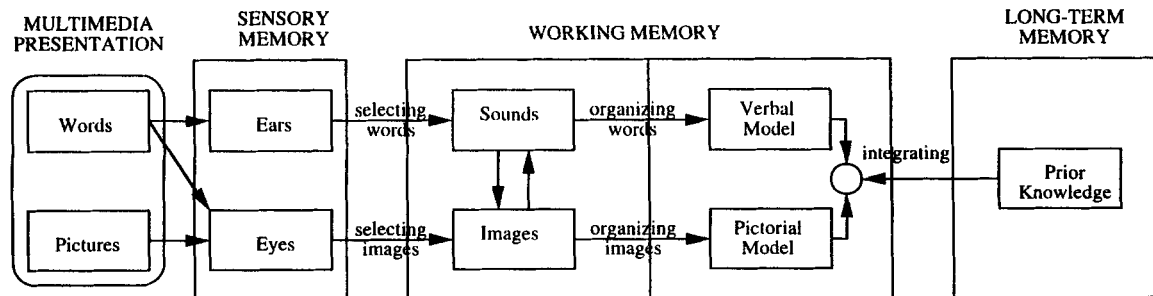 MULTIMEDIA
PRESENTATION
SENSORY
MEMORY
WORKING MEMORY
LONG-TERM
MEMORY
Words
Ears
selecting
words
Sounds
organizing
words
Verbal
Model
integrating
Prior
Knowledge
Pictures
Eyes
selecting
images
Images
organizing
images
Pictorial
Model